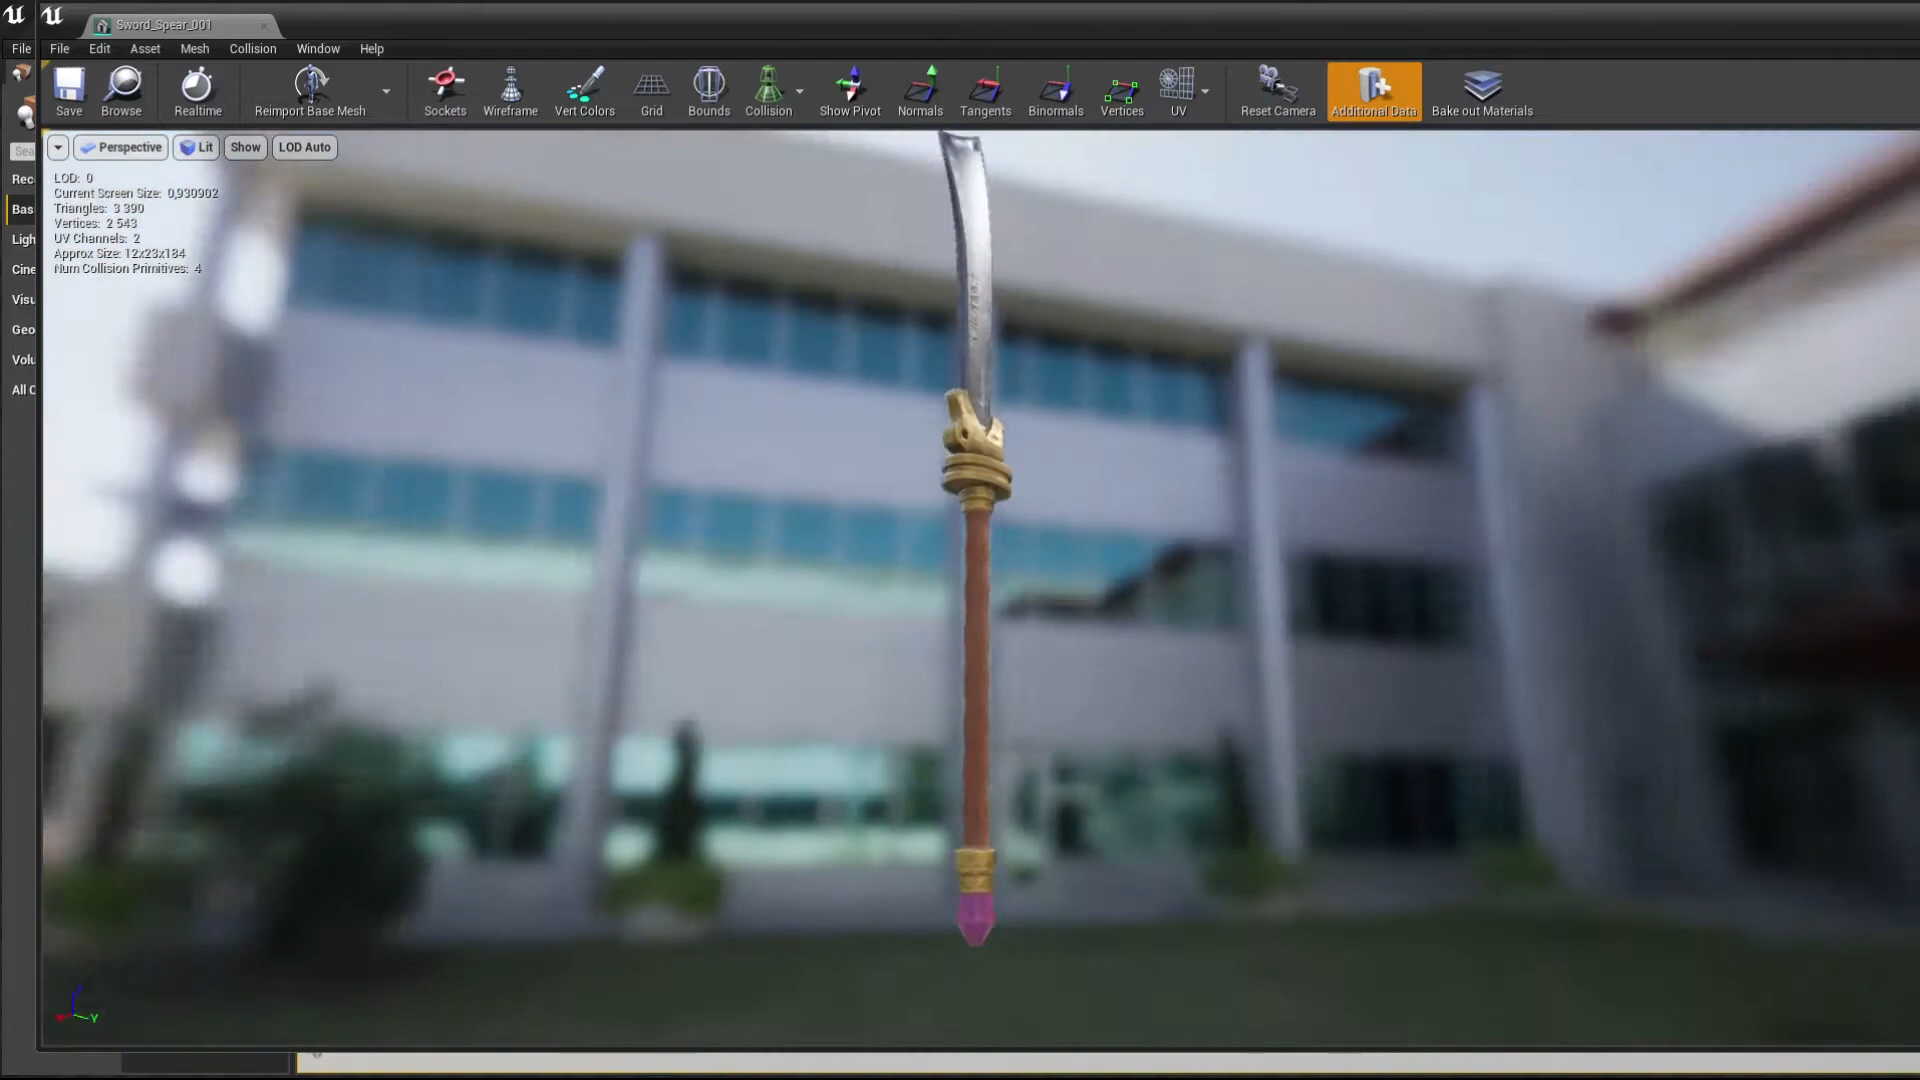 Sword_Spear_001
File
File Edit Asset Mesh Collision Window Help
Save Browse Realtime Reimport Base Mesh Sockets Wireframe Vert Colors Grid Bounds Collision Show Pivot Normals Tangents Binormals Vertices UV Reset Camera Additional Data Bake out Materials
Perspective Lit Show LOD Auto
Sea
Rec
Bas
Ligh
Cine
Visu
Geo
Volu
All C
LOD: 0
Current Screen Size: 0,930902
Triangles: 3 390
Vertices: 2 543
UV Channels: 2
Approx Size: 12x23x184
Num Collision Primitives: 4
Y